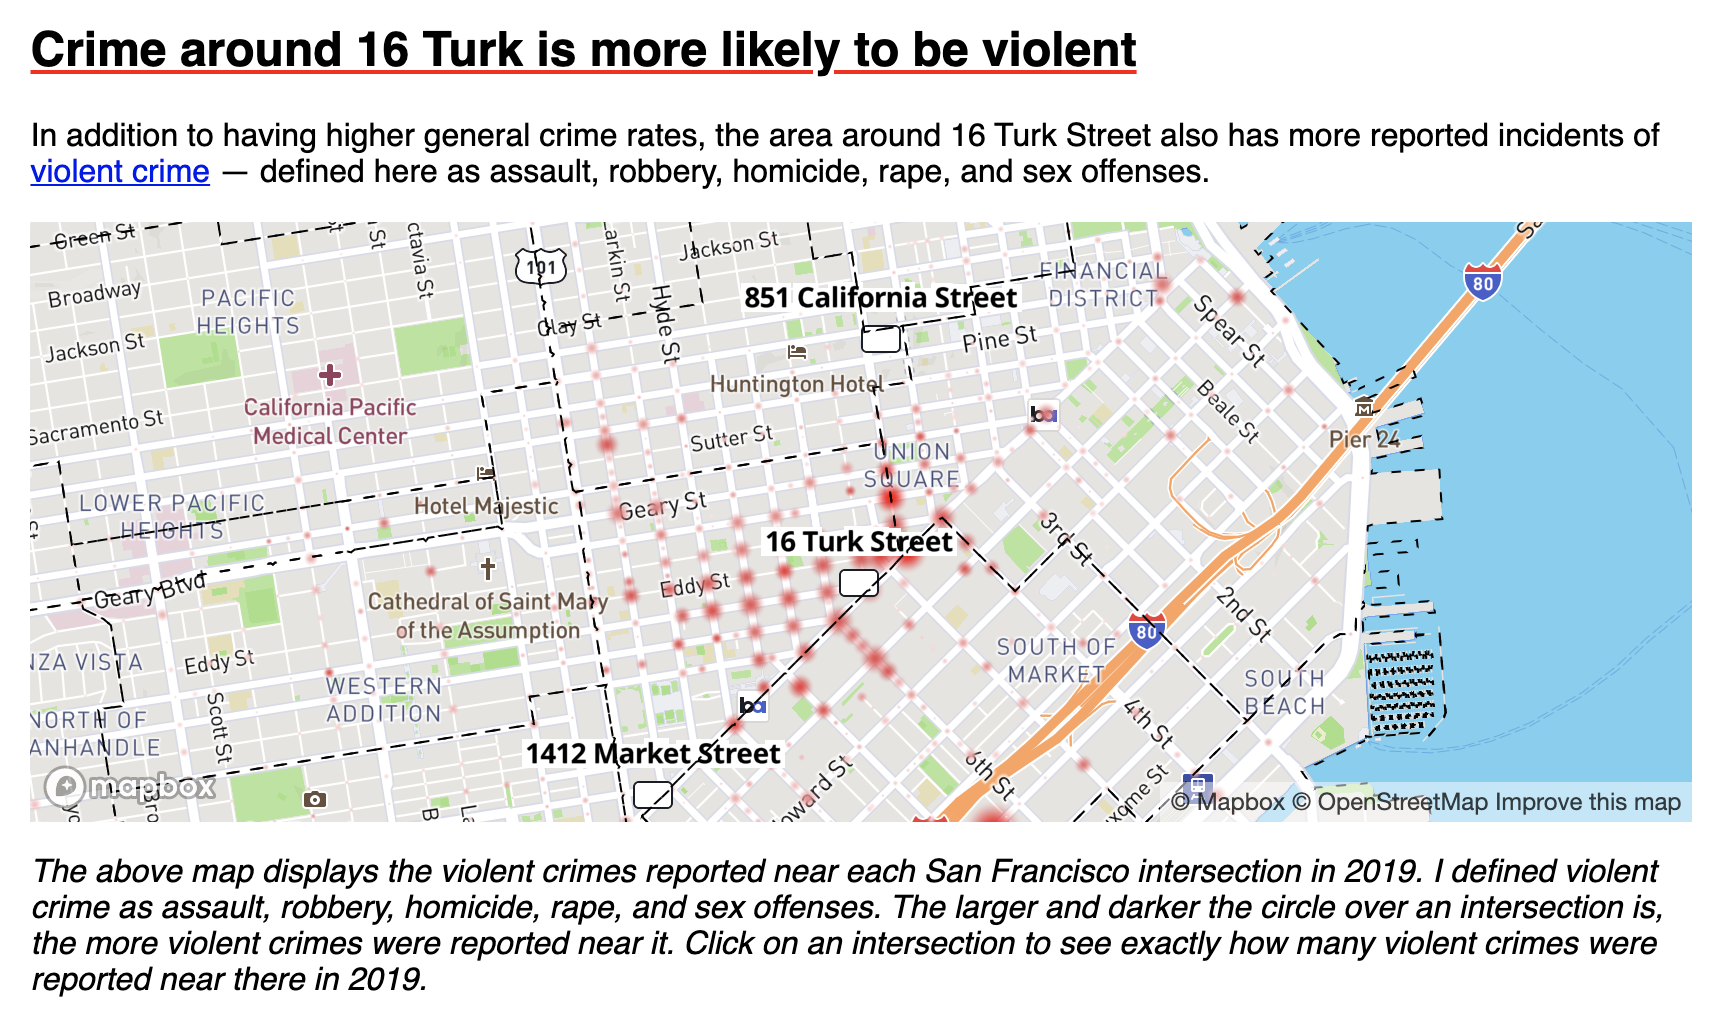 Crime around 16 Turk is more likely to be violent
In addition to having higher general crime rates, the area around 16 Turk Street also has more reported incidents of
violent crime — defined here as assault, robbery, homicide, rape, and sex offenses.
Green St
St
ctavia St
101
arkin St
Jackson St
FINANCIAL
DISTRICT
80
Broadway
PACIFIC
HEIGHTS
Hyde St
851 California Street
Clay St
Spear St
Jackson St
Pine St
Huntington Hotel
California Pacific
Medical Center
Beale St
Sacramento St
Sutter St
ba
Pier 24
UNION
SQUARE
LOWER PACIFIC
HEIGHTS
Hotel Majestic
Geary St
16 Turk Street
3rd St
Geary Blvd
Eddy St
Cathedral of Saint Mary
of the Assumption
2nd St
80
SOUTH OF
MARKET
NZA VISTA
Eddy St
WESTERN
ADDITION
SOUTH
BEACH
NORTH OF
ANHANDLE
Scott St
ba
4th St
1412 Market Street
6th St
oward St
mapbox
© Mapbox © OpenStreetMap Improve this map
The above map displays the violent crimes reported near each San Francisco intersection in 2019. I defined violent
crime as assault, robbery, homicide, rape, and sex offenses. The larger and darker the circle over an intersection is,
the more violent crimes were reported near it. Click on an intersection to see exactly how many violent crimes were
reported near there in 2019.